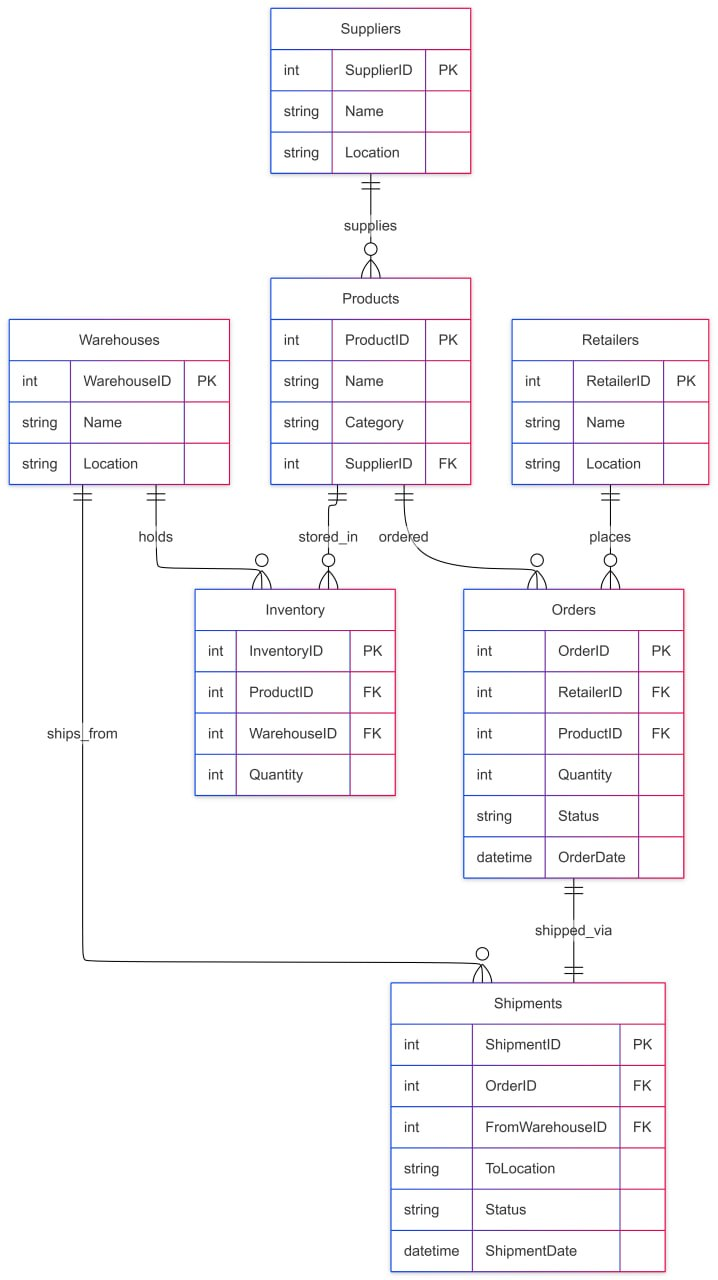 Suppliers
int SupplierID PK
string Name
string Location
supplies
Products
int ProductID PK
string Name
string Category
int SupplierID FK
Warehouses
int WarehouseID PK
string Name
string Location
Retailers
int RetailerID PK
string Name
string Location
holds
stored_in
ordered
places
Inventory
int InventoryID PK
int ProductID FK
int WarehouseID FK
int Quantity
Orders
int OrderID PK
int RetailerID FK
int ProductID FK
int Quantity
string Status
datetime OrderDate
ships_from
shipped_via
Shipments
int ShipmentID PK
int OrderID FK
int FromWarehouseID FK
string ToLocation
string Status
datetime ShipmentDate